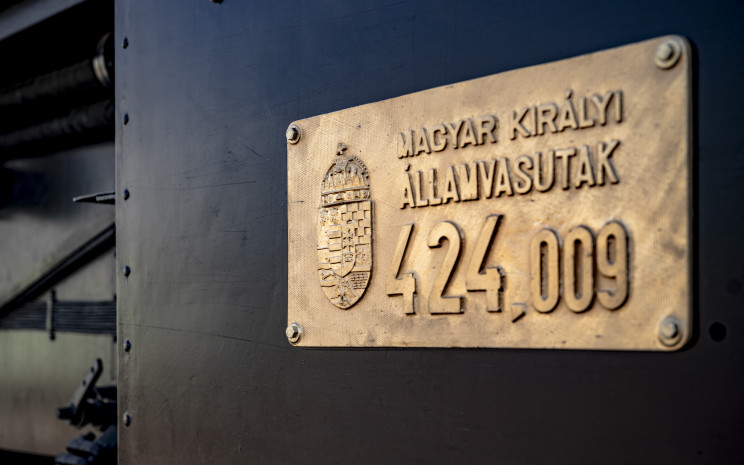 MAGYAR KIRÁLYI
ÁLLAMVASUTAK
424,009